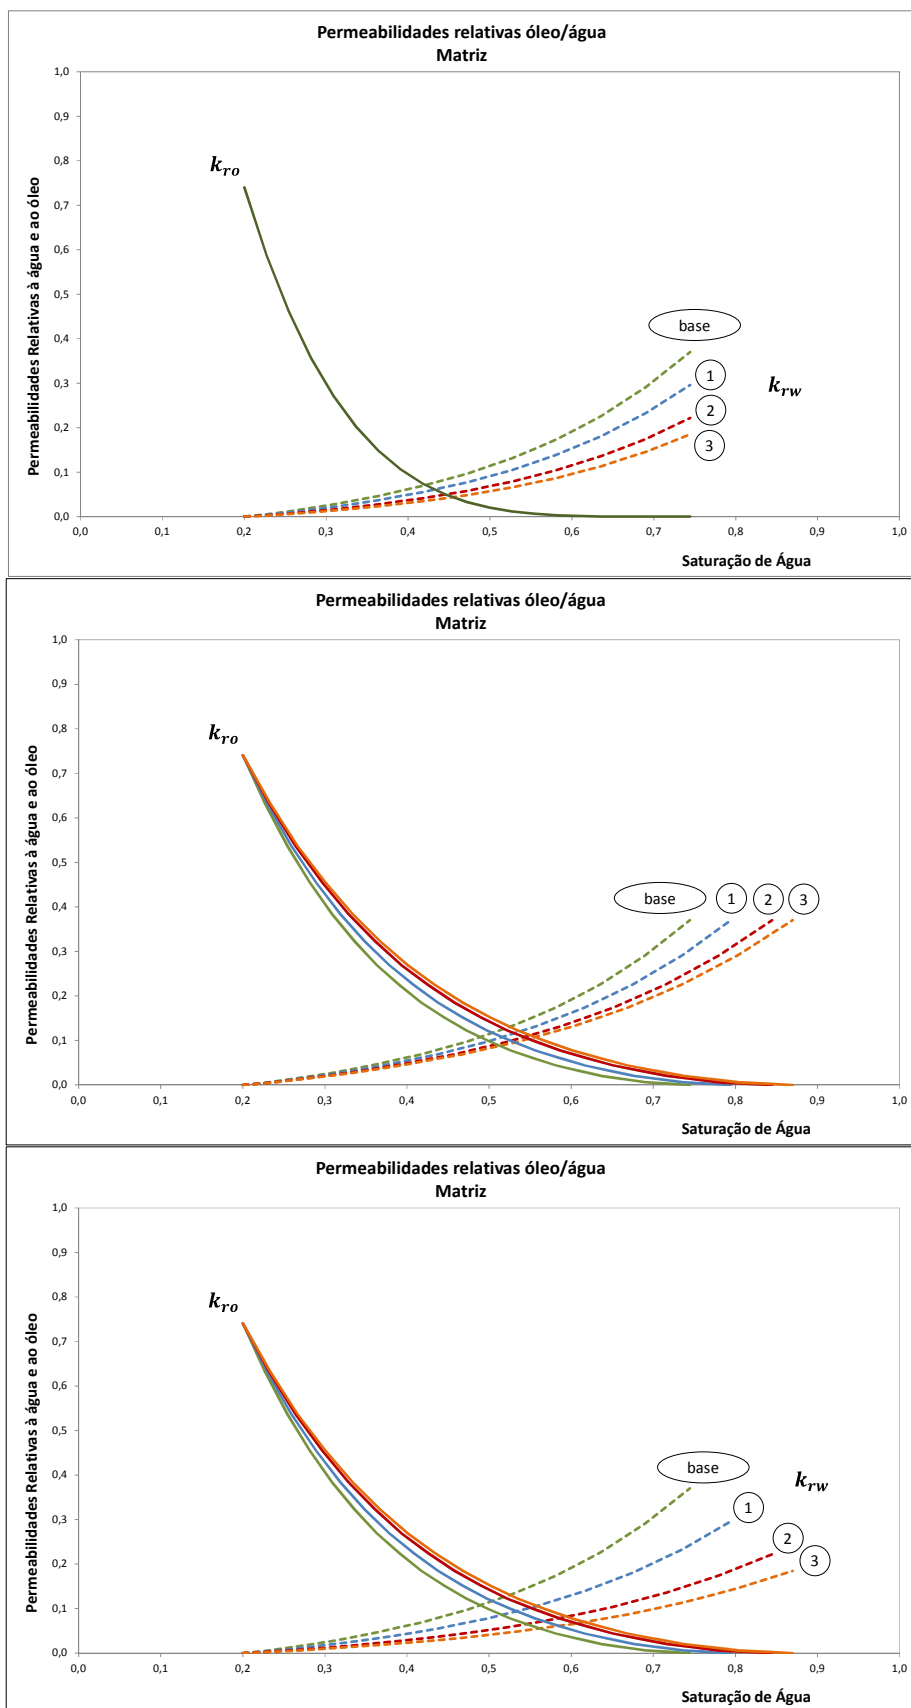 Permeabilidades relativas óleo/água
Matriz
Permeabilidades Relativas à água e ao óleo
1,0
0,9
0,8
0,7
0,6
0,5
0,4
0,3
0,2
0,1
0,0
k_ro
base
1
2
3
k_rw
0,0 0,1 0,2 0,3 0,4 0,5 0,6 0,7 0,8 0,9 1,0
Saturação de Água
Permeabilidades relativas óleo/água
Matriz
Permeabilidades Relativas à água e ao óleo
1,0
0,9
0,8
0,7
0,6
0,5
0,4
0,3
0,2
0,1
0,0
k_ro
base 1 2 3
0,0 0,1 0,2 0,3 0,4 0,5 0,6 0,7 0,8 0,9 1,0
Saturação de Água
Permeabilidades relativas óleo/água
Matriz
Permeabilidades Relativas à água e ao óleo
1,0
0,9
0,8
0,7
0,6
0,5
0,4
0,3
0,2
0,1
0,0
k_ro
base
k_rw
1
2
3
0,0 0,1 0,2 0,3 0,4 0,5 0,6 0,7 0,8 0,9 1,0
Saturação de Água